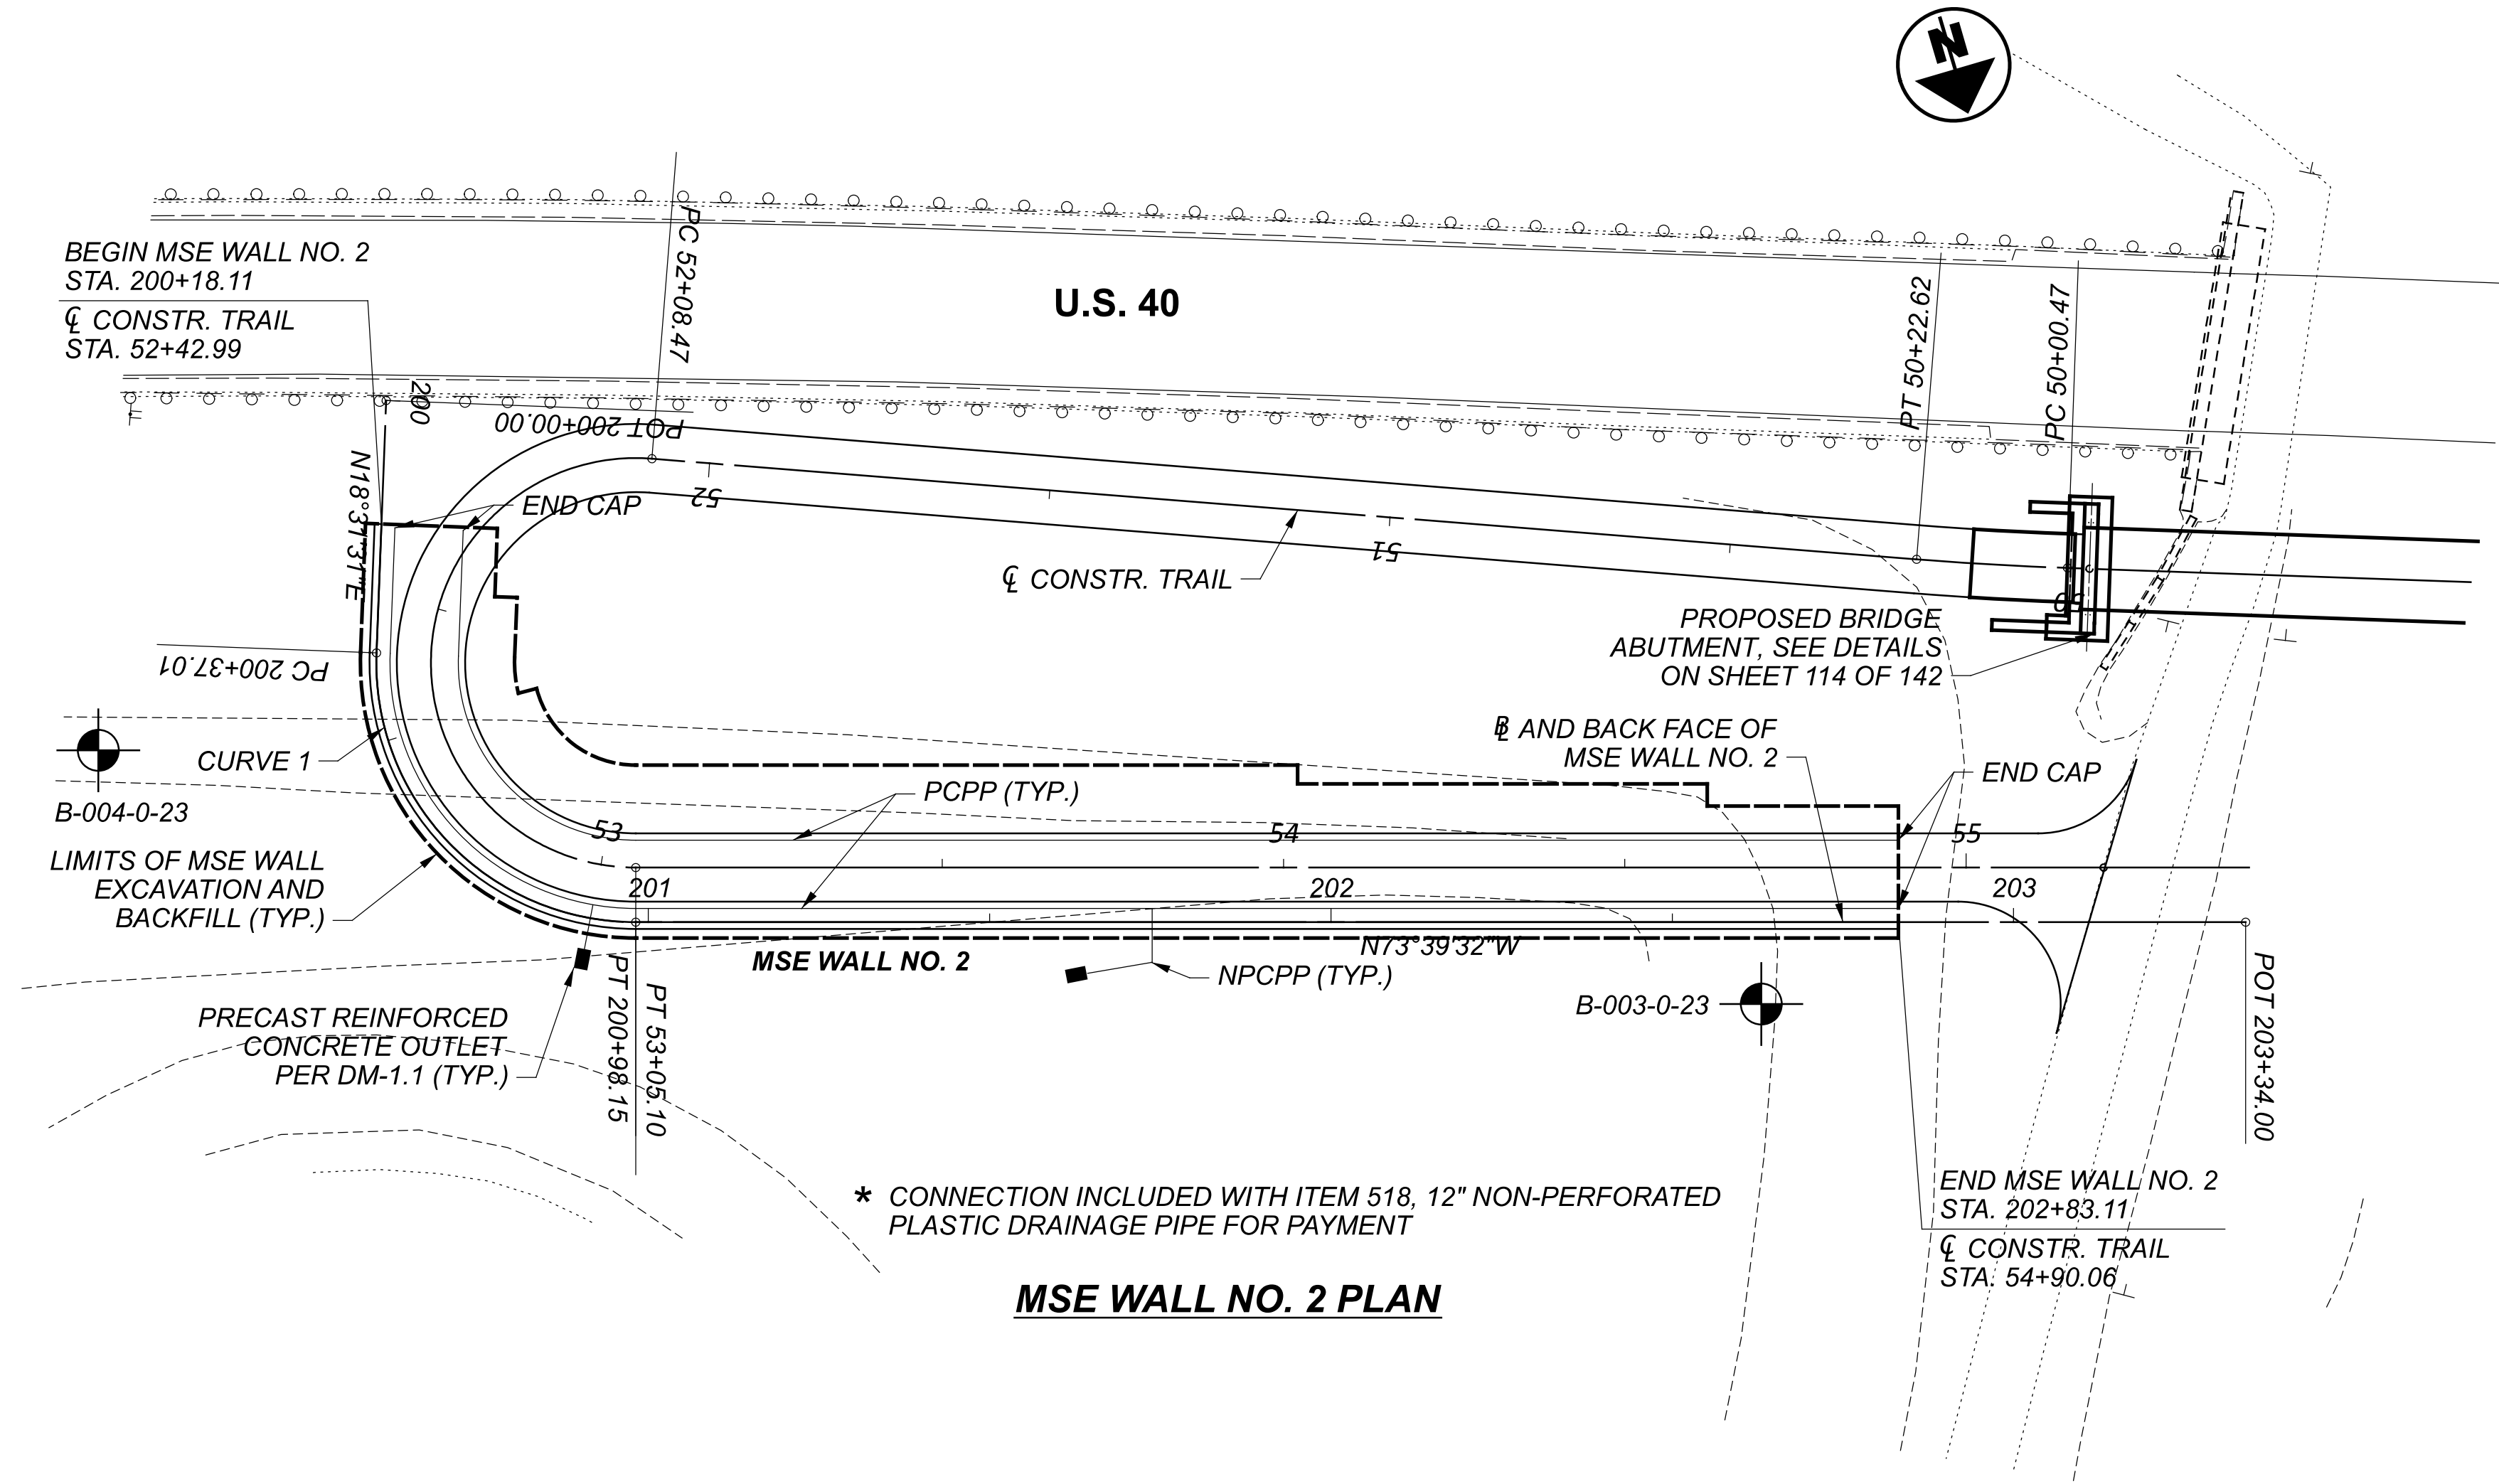 N
PC 52+08.47
BEGIN MSE WALL NO. 2
STA. 200+18.11
℄ CONSTR. TRAIL
STA. 52+42.99
U.S. 40
PT 50+22.62
PC 50+00.47
200
POT 200+00.00
N18°31'31"E
END CAP
52
51
℄ CONSTR. TRAIL
50
PROPOSED BRIDGE
ABUTMENT, SEE DETAILS
ON SHEET 114 OF 142
PC 200+37.01
CURVE 1
B-004-0-23
LIMITS OF MSE WALL
EXCAVATION AND
BACKFILL (TYP.)
PCPP (TYP.)
BL AND BACK FACE OF
MSE WALL NO. 2
END CAP
53
54
55
201
202
203
MSE WALL NO. 2
N73°39'32"W
NPCPP (TYP.)
B-003-0-23
PRECAST REINFORCED
CONCRETE OUTLET
PER DM-1.1 (TYP.)
PT 200+98.15
PT 53+05.10
POT 203+34.00
END MSE WALL NO. 2
STA. 202+83.11
℄ CONSTR. TRAIL
STA. 54+90.06
* CONNECTION INCLUDED WITH ITEM 518, 12" NON-PERFORATED
PLASTIC DRAINAGE PIPE FOR PAYMENT
MSE WALL NO. 2 PLAN